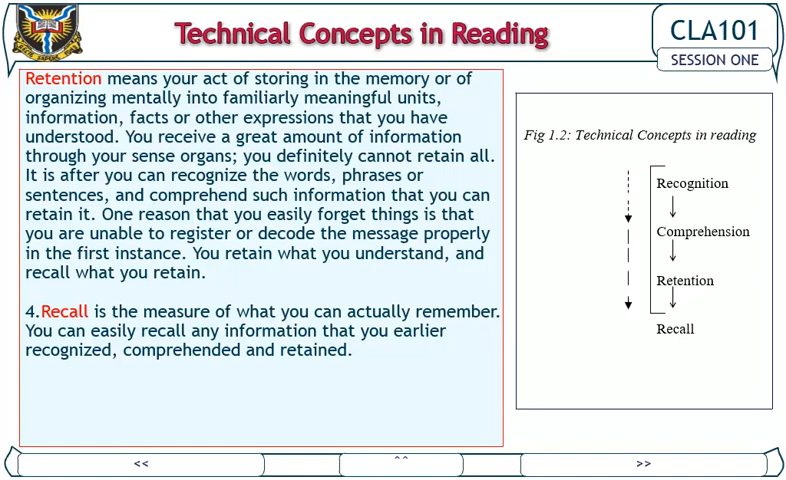 Technical Concepts in Reading
CLA101
SESSION ONE
Retention means your act of storing in the memory or of
organizing mentally into familiarly meaningful units,
information, facts or other expressions that you have
understood. You receive a great amount of information
through your sense organs; you definitely cannot retain all.
It is after you can recognize the words, phrases or
sentences, and comprehend such information that you can
retain it. One reason that you easily forget things is that
you are unable to register or decode the message properly
in the first instance. You retain what you understand, and
recall what you retain.
4.Recall is the measure of what you can actually remember.
You can easily recall any information that you earlier
recognized, comprehended and retained.
Fig 1.2: Technical Concepts in reading
Recognition
Comprehension
Retention
Recall
<<
^^
>>